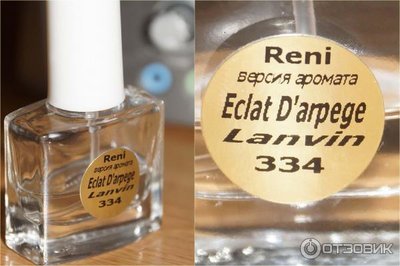 Reni
версия аромата
Eclat D'arpege
Lanvin
334
Reni
версия аромата
Eclat D'arpege
Lanvin
334
ОТЗОВИК